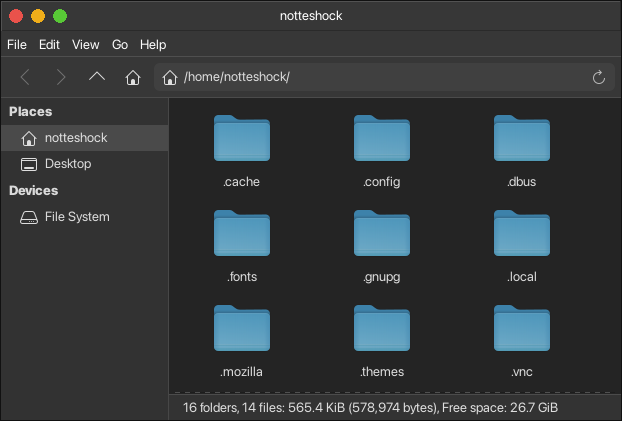 notteshock
File Edit View Go Help
/home/notteshock/
Places
notteshock
Desktop
Devices
File System
.cache .config .dbus
.fonts .gnupg .local
.mozilla .themes .vnc
16 folders, 14 files: 565.4 KiB (578,974 bytes), Free space: 26.7 GiB